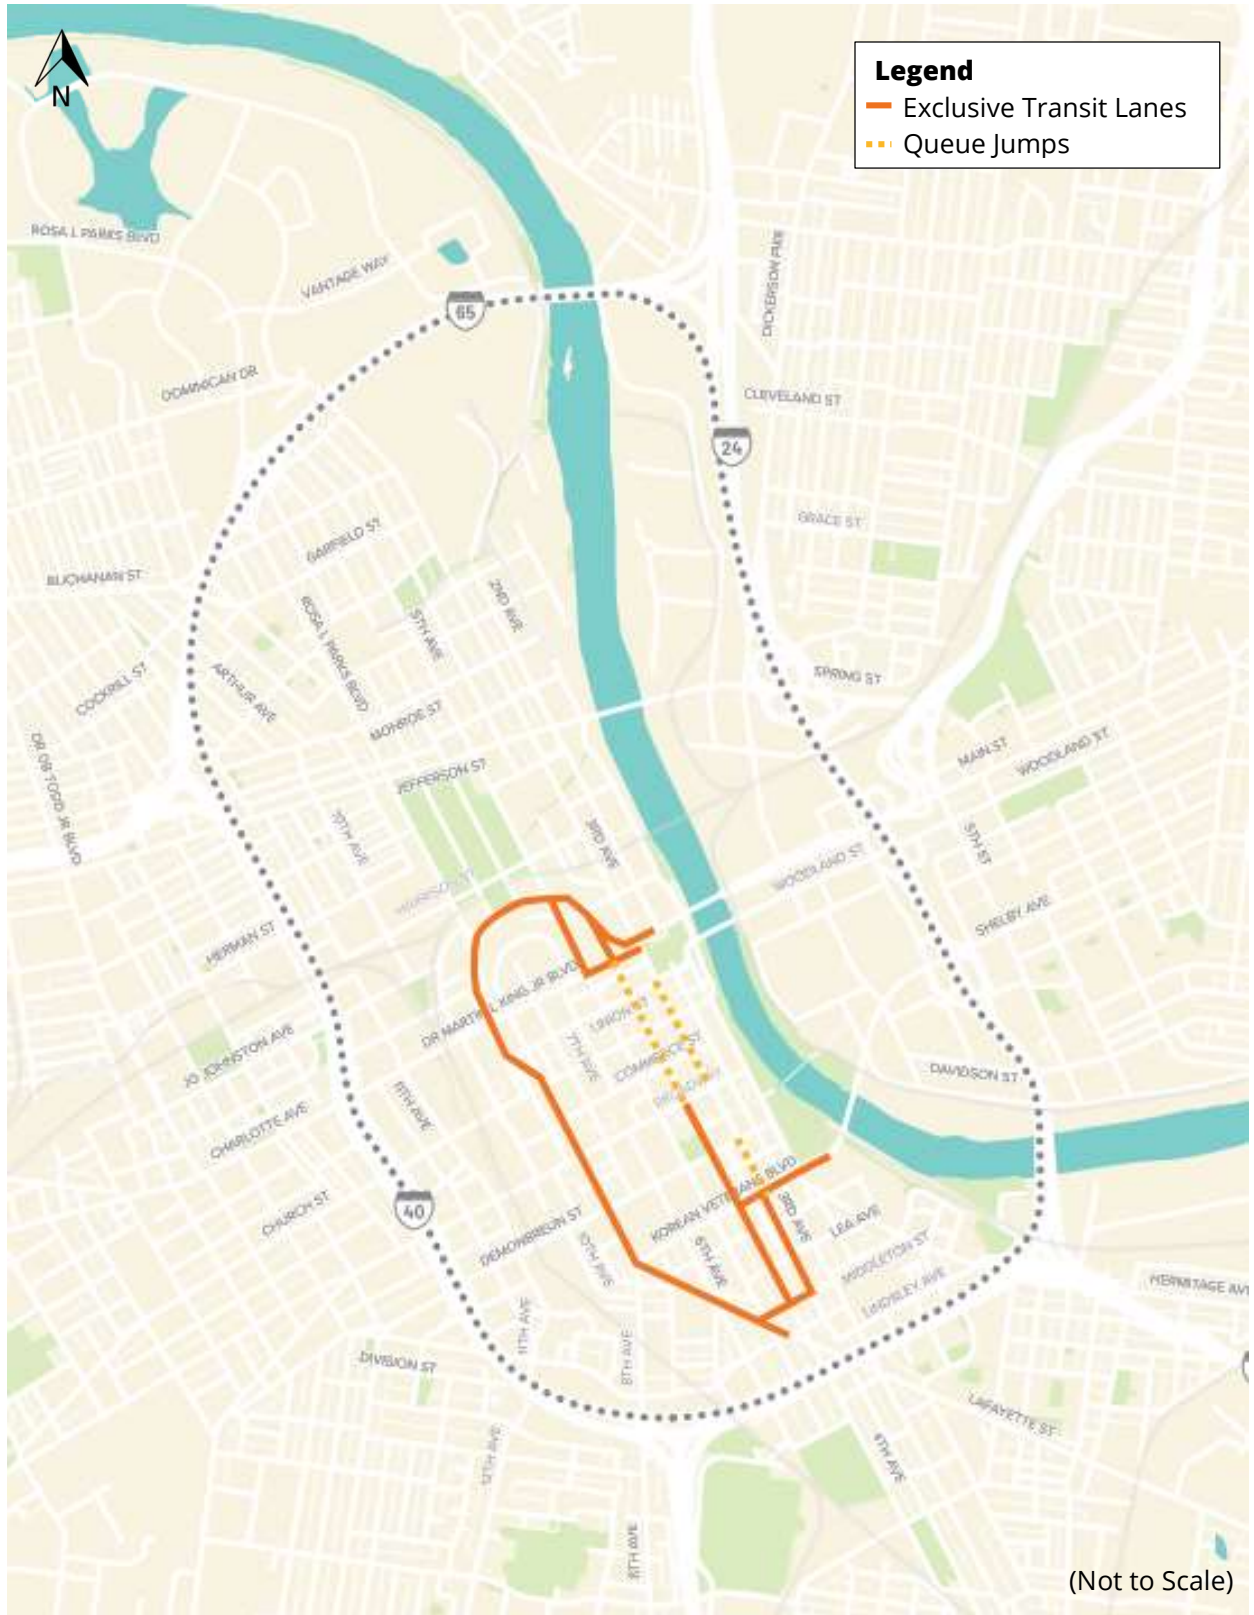 N
Legend
Exclusive Transit Lanes
Queue Jumps
ROSA L PARKS BLVD
VANTAGE WAY
65
DICKERSON PIKE
DOMINICAN DR
CLEVELAND ST
24
GRACE ST
GARFIELD ST
BUCHANAN ST
2ND AVE
ROSA L PARKS BLVD
5TH AVE
COCKRILL ST
ARTHUR AVE
SPRING ST
MONROE ST
DR DB TODD JR BLVD
MAIN ST
WOODLAND ST
JEFFERSON ST
10TH AVE
3RD AVE
5TH ST
WOODLAND ST
HARRISON ST
SHELBY AVE
HERMAN ST
DR MARTIN L KING JR BLVD
UNION ST
7TH AVE
COMMERCE ST
JO JOHNSTON AVE
DAVIDSON ST
BROADWAY
11TH AVE
CHARLOTTE AVE
CHURCH ST
40
KOREAN VETERANS BLVD
3RD AVE
LEA AVE
DEMONBREUN ST
10TH AVE
6TH AVE
MIDDLETON ST
LINDSLEY AVE
HERMITAGE AVE
11TH AVE
8TH AVE
DIVISION ST
LAFAYETTE ST
12TH AVE
4TH AVE
8TH AVE
(Not to Scale)